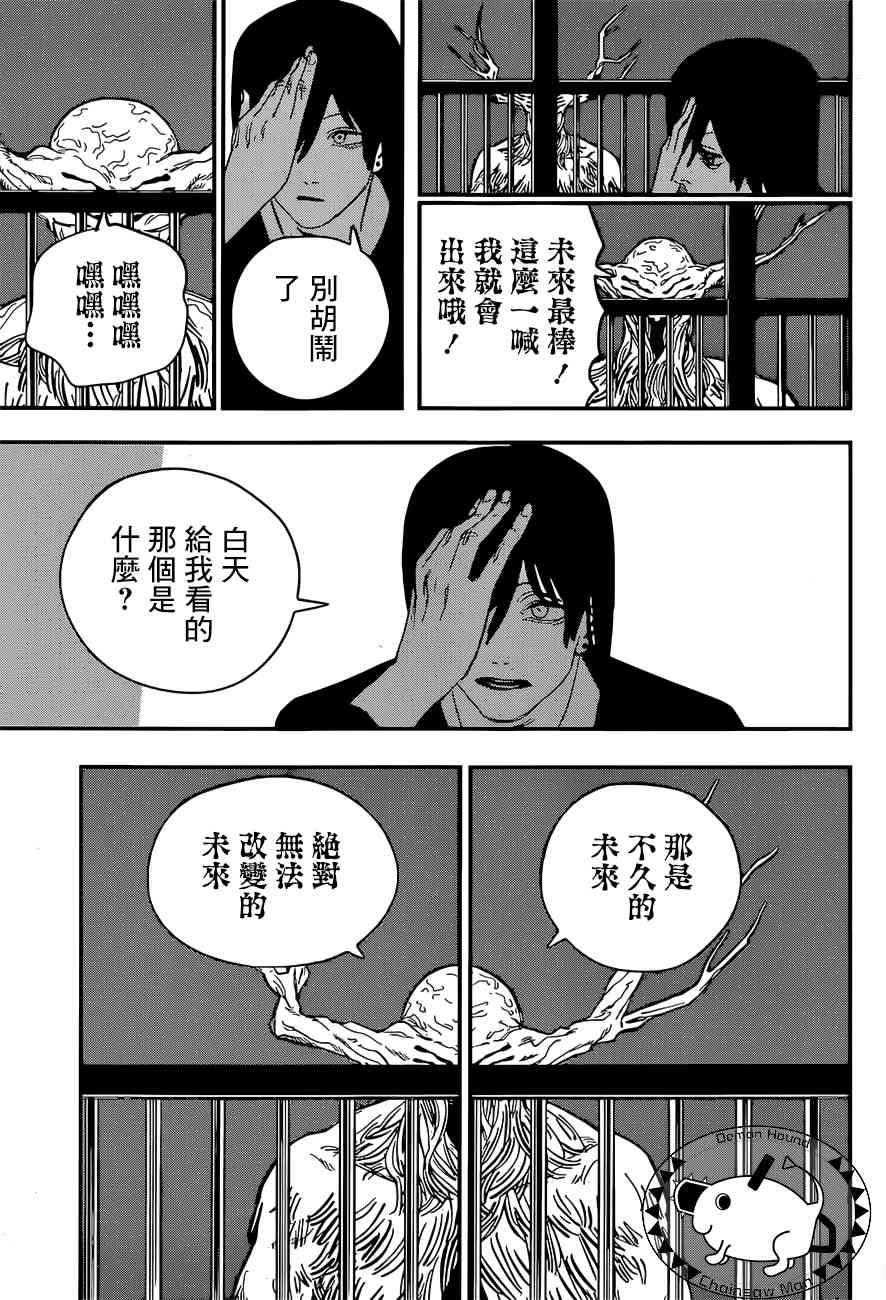 未來最棒！
這麼一喊
我就會
出來哦！
別胡鬧
了
嘿嘿嘿
嘿嘿…
白天
給我看的
那個是
什麼？
那是
不久的
未來
絕對
無法
改變的
未來
Demon Hound
Chainsaw Man